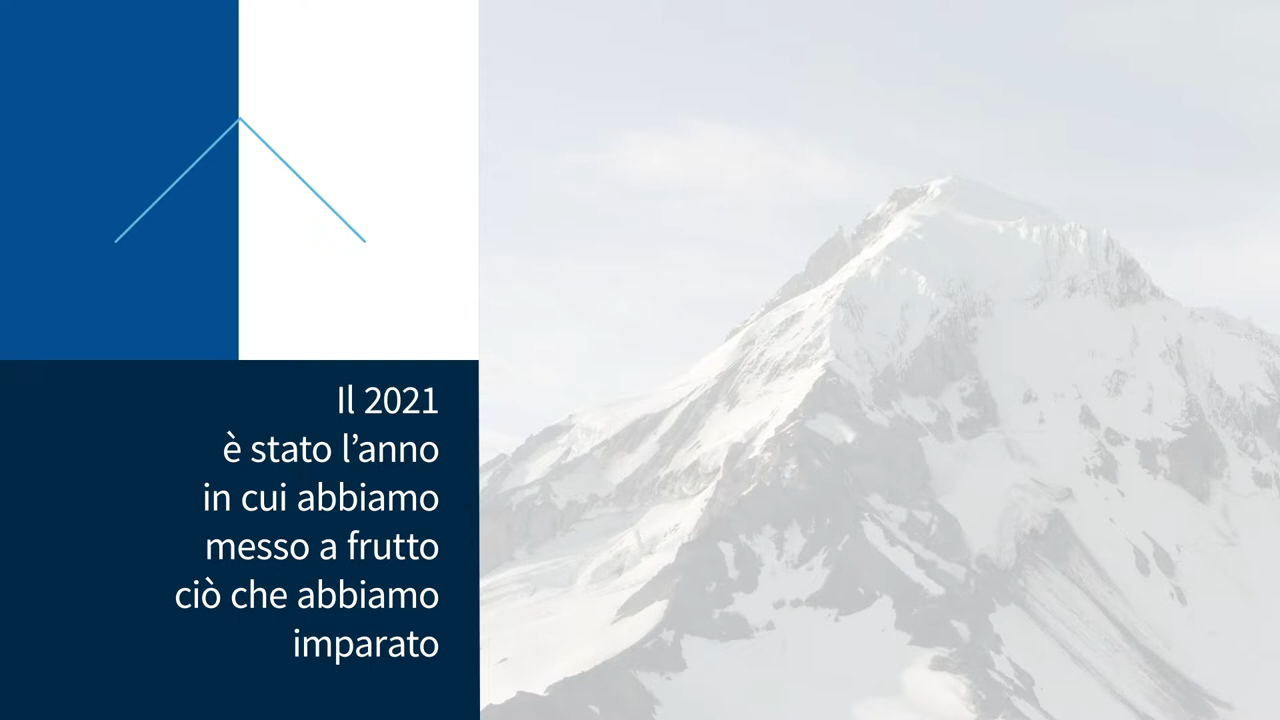 Il 2021
è stato l’anno
in cui abbiamo
messo a frutto
ciò che abbiamo
imparato